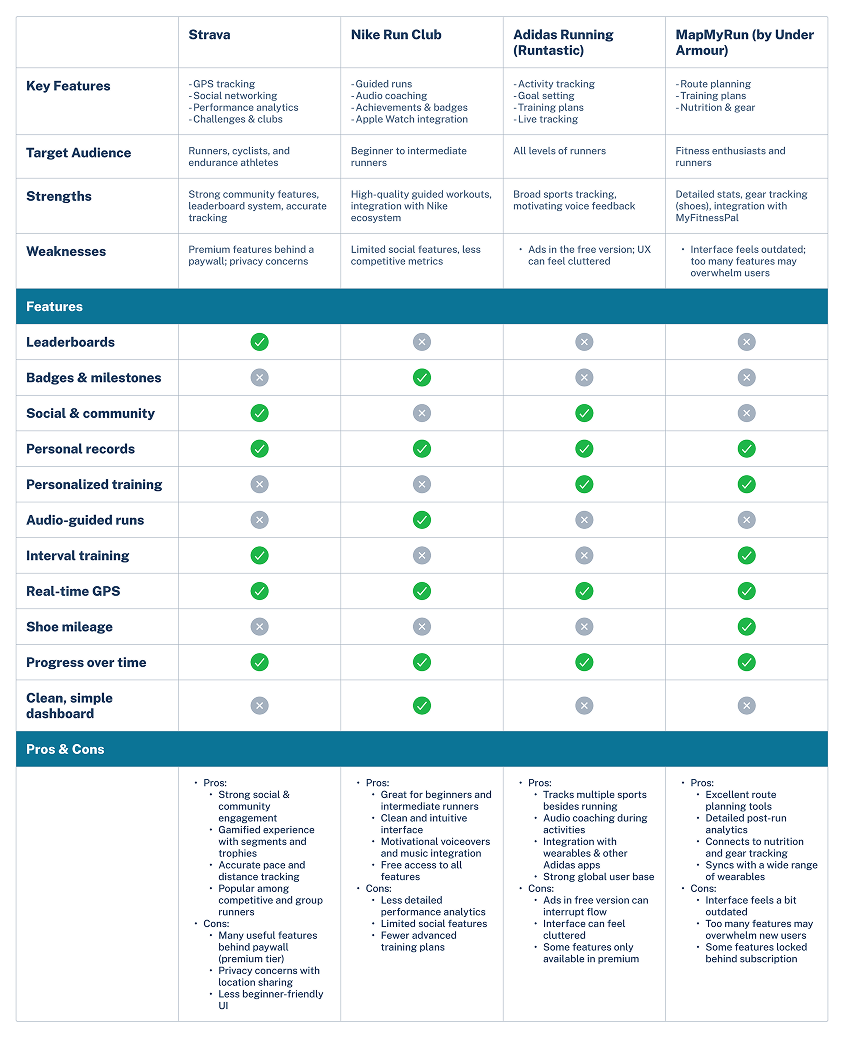 Strava
Nike Run Club
Adidas Running
(Runtastic)
MapMyRun (by Under
Armour)
Key Features
- GPS tracking
- Social networking
- Performance analytics
- Challenges & clubs
- Guided runs
- Audio coaching
- Achievements & badges
- Apple Watch integration
- Activity tracking
- Goal setting
- Training plans
- Live tracking
- Route planning
- Training plans
- Nutrition & gear
Target Audience
Runners, cyclists, and
endurance athletes
Beginner to intermediate
runners
All levels of runners
Fitness enthusiasts and
runners
Strengths
Strong community features,
leaderboard system, accurate
tracking
High-quality guided workouts,
integration with Nike
ecosystem
Broad sports tracking,
motivating voice feedback
Detailed stats, gear tracking
(shoes), integration with
MyFitnessPal
Weaknesses
Premium features behind a
paywall; privacy concerns
Limited social features, less
competitive metrics
• Ads in the free version; UX
can feel cluttered
• Interface feels outdated;
too many features may
overwhelm users
Features
Leaderboards
Badges & milestones
Social & community
Personal records
Personalized training
Audio-guided runs
Interval training
Real-time GPS
Shoe mileage
Progress over time
Clean, simple
dashboard
Pros & Cons
• Pros:
• Strong social &
community
engagement
• Gamified experience
with segments and
trophies
• Accurate pace and
distance tracking
• Popular among
competitive and group
runners
• Cons:
• Many useful features
behind paywall
(premium tier)
• Privacy concerns with
location sharing
• Less beginner-friendly
UI
• Pros:
• Great for beginners and
intermediate runners
• Clean and intuitive
interface
• Motivational voiceovers
and music integration
• Free access to all
features
• Cons:
• Less detailed
performance analytics
• Limited social features
• Fewer advanced
training plans
• Pros:
• Tracks multiple sports
besides running
• Audio coaching during
activities
• Integration with
wearables & other
Adidas apps
• Strong global user base
• Cons:
• Ads in free version can
interrupt flow
• Interface can feel
cluttered
• Some features only
available in premium
• Pros:
• Excellent route
planning tools
• Detailed post-run
analytics
• Connects to nutrition
and gear tracking
• Syncs with a wide range
of wearables
• Cons:
• Interface feels a bit
outdated
• Too many features may
overwhelm new users
• Some features locked
behind subscription